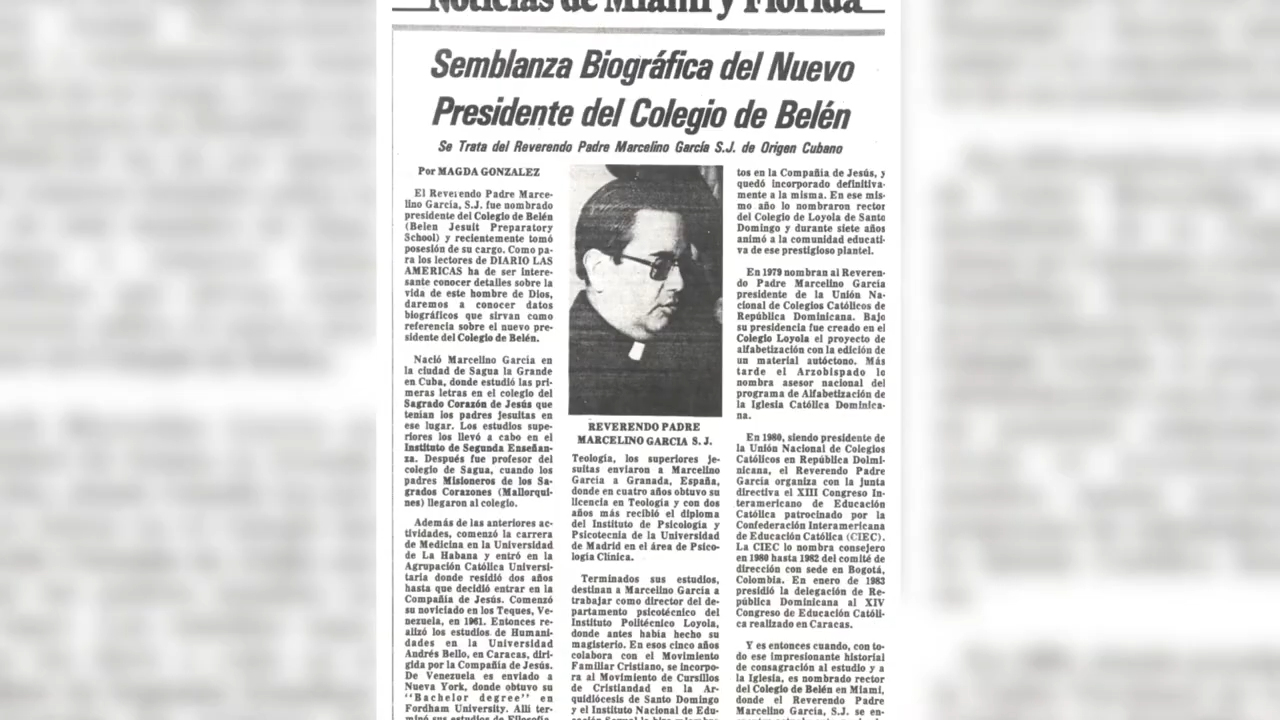 Noticias de Miami y Florida
Semblanza Biográfica del Nuevo
Presidente del Colegio de Belén
Se Trata del Reverendo Padre Marcelino García S.J. de Origen Cubano
Por MAGDA GONZALEZ
El Reverendo Padre Marce-
lino García, S.J. fue nombrado
presidente del Colegio de Belén
(Belen Jesuit Preparatory
School) y recientemente tomó
posesión de su cargo. Como pa-
ra los lectores de DIARIO LAS
AMERICAS ha de ser intere-
sante conocer detalles sobre la
vida de este hombre de Dios,
daremos a conocer datos
biográficos que sirvan como
referencia sobre el nuevo pre-
sidente del Colegio de Belén.
Nació Marcelino García en
la ciudad de Sagua la Grande
en Cuba, donde estudió las pri-
meras letras en el colegio del
Sagrado Corazón de Jesús que
tenían los padres jesuitas en
ese lugar. Los estudios supe-
riores los llevó a cabo en el
Instituto de Segunda Enseñan-
za. Después fue profesor del
colegio de Sagua, cuando los
padres Misioneros de los Sa-
grados Corazones (Mallorqui-
nes) llegaron al colegio.
Además de las anteriores ac-
tividades, comenzó la carrera
de Medicina en la Universidad
de La Habana y entró en la
Agrupación Católica Universi-
taria donde residió dos años
hasta que decidió entrar en la
Compañía de Jesús. Comenzó
su noviciado en los Teques, Ve-
nezuela, en 1961. Entonces re-
alizó los estudios de Humani-
dades en la Universidad
Andrés Bello, en Caracas, diri-
gida por la Compañía de Jesús.
De Venezuela es enviado a
Nueva York, donde obtuvo su
"Bachelor degree" en
Fordham University. Allí ter-
minó sus estudios de Filosofía.
REVERENDO PADRE
MARCELINO GARCIA S. J.
Teología, los superiores je-
suitas enviaron a Marcelino
García a Granada, España,
donde en cuatro años obtuvo su
licencia en Teología y con dos
años más recibió el diploma
del Instituto de Psicología y
Psicotecnia de la Universidad
de Madrid en el área de Psico-
logía Clínica.
Terminados sus estudios,
destinan a Marcelino García a
trabajar como director del de-
partamento psicotécnico del
Instituto Politécnico Loyola,
donde antes había hecho su
magisterio. En esos cinco años
colabora con el Movimiento
Familiar Cristiano, se incorpo-
ra al Movimiento de Cursillos
de Cristiandad en la Ar-
quidiócesis de Santo Domingo
y el Instituto Nacional de Edu-
tos en la Compañía de Jesús, y
quedó incorporado definitiva-
mente a la misma. En ese mis-
mo año lo nombraron rector
del Colegio de Loyola de Santo
Domingo y durante siete años
animó a la comunidad educati-
va de ese prestigioso plantel.
En 1979 nombran al Reveren-
do Padre Marcelino García
presidente de la Unión Na-
cional de Colegios Católicos de
República Dominicana. Bajo
su presidencia fue creado en el
Colegio Loyola el proyecto de
alfabetización con la edición de
un material autóctono. Más
tarde el Arzobispado lo
nombra asesor nacional del
programa de Alfabetización de
la Iglesia Católica Dominica-
na.
En 1980, siendo presidente de
la Unión Nacional de Colegios
Católicos en República Dolmi-
nicana, el Reverendo Padre
García organiza con la junta
directiva el XIII Congreso In-
teramericano de Educación
Católica patrocinado por la
Confederación Interamericana
de Educación Católica (CIEC).
La CIEC lo nombra consejero
en 1980 hasta 1982 del comité de
dirección con sede en Bogotá,
Colombia. En enero de 1983
presidió la delegación de Re-
pública Dominicana al XIV
Congreso de Educación Católi-
ca realizado en Caracas.
Y es entonces cuando, con to-
do ese impresionante historial
de consagración al estudio y a
la Iglesia, es nombrado rector
del Colegio de Belén en Miami,
donde el Reverendo Padre
Marcelino García, S.J. se en-